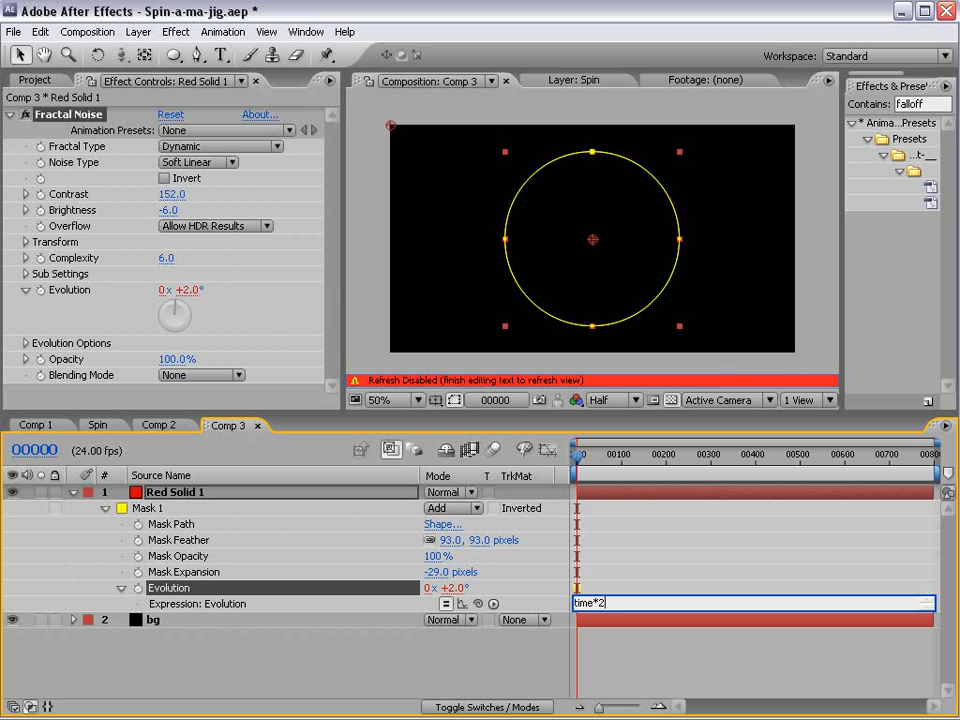 Adobe After Effects - Spin-a-ma-jig.aep *
File Edit Composition Layer Effect Animation View Window Help
Workspace: Standard
Project Effect Controls: Red Solid 1
Comp 3 * Red Solid 1
Fractal Noise Reset About...
Animation Presets: None
Fractal Type Dynamic
Noise Type Soft Linear
Invert
Contrast 152.0
Brightness -6.0
Overflow Allow HDR Results
Transform
Complexity 6.0
Sub Settings
Evolution 0 x +2.0°
Evolution Options
Opacity 100.0%
Blending Mode None
Composition: Comp 3 Layer: Spin Footage: (none)
Refresh Disabled (finish editing text to refresh view)
50% 00000 Half Active Camera 1 View
Effects & Prese
Contains: falloff
* Anima...Presets
Presets
...t-__
Comp 1 Spin Comp 2 Comp 3
00000 (24.00 fps)
00100 00200 00300 00400 00500 00600 00700 00800
# Source Name Mode T TrkMat
1 Red Solid 1 Normal
Mask 1 Add Inverted
Mask Path Shape...
Mask Feather 93.0, 93.0 pixels
Mask Opacity 100%
Mask Expansion -29.0 pixels
Evolution 0 x +2.0°
Expression: Evolution time*2
2 bg Normal None
Toggle Switches / Modes